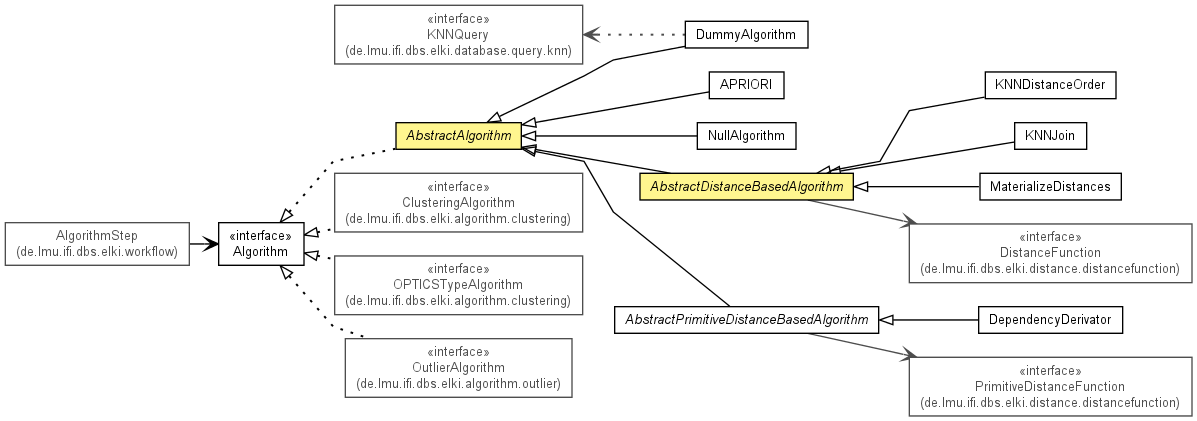 «interface»
KNNQuery
(de.lmu.ifi.dbs.elki.database.query.knn)
DummyAlgorithm
APRIORI
KNNDistanceOrder
AbstractAlgorithm
NullAlgorithm
KNNJoin
AbstractDistanceBasedAlgorithm
MaterializeDistances
«interface»
ClusteringAlgorithm
(de.lmu.ifi.dbs.elki.algorithm.clustering)
AlgorithmStep
(de.lmu.ifi.dbs.elki.workflow)
«interface»
Algorithm
«interface»
DistanceFunction
(de.lmu.ifi.dbs.elki.distance.distancefunction)
«interface»
OPTICSTypeAlgorithm
(de.lmu.ifi.dbs.elki.algorithm.clustering)
AbstractPrimitiveDistanceBasedAlgorithm
DependencyDerivator
«interface»
OutlierAlgorithm
(de.lmu.ifi.dbs.elki.algorithm.outlier)
«interface»
PrimitiveDistanceFunction
(de.lmu.ifi.dbs.elki.distance.distancefunction)